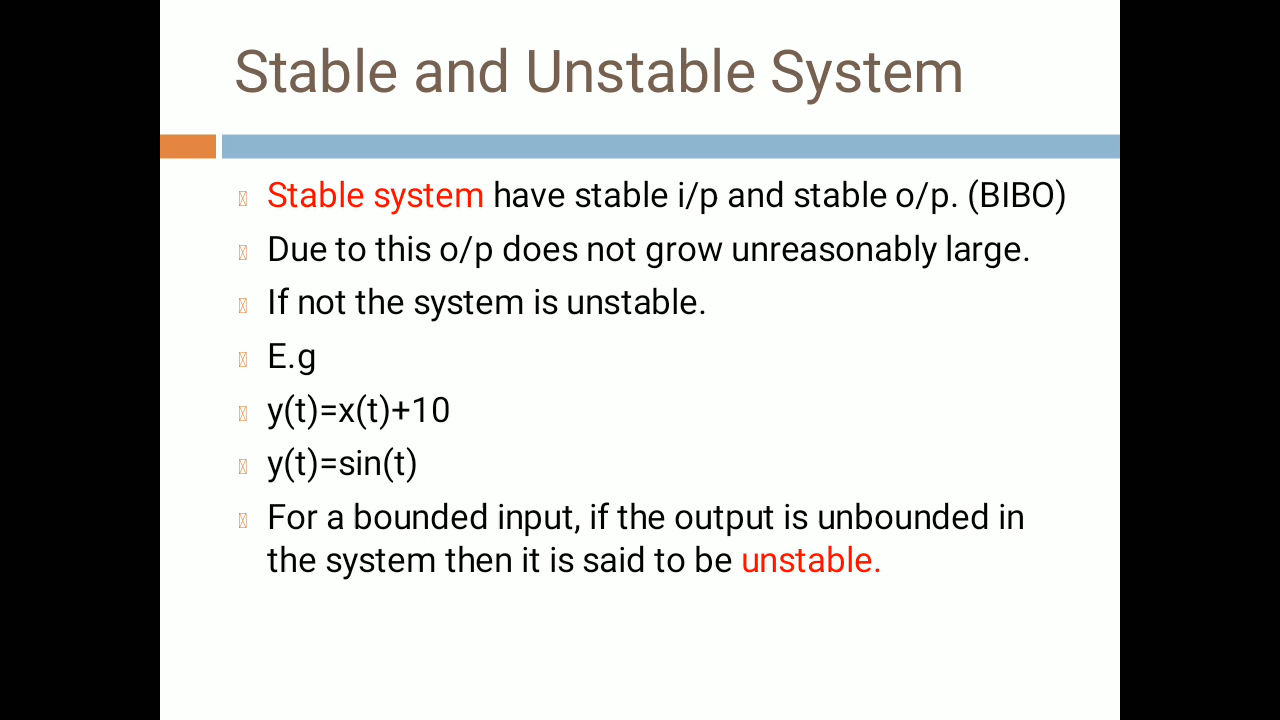 Stable and Unstable System
Stable system have stable i/p and stable o/p. (BIBO)
Due to this o/p does not grow unreasonably large.
If not the system is unstable.
E.g
y(t)=x(t)+10
y(t)=sin(t)
For a bounded input, if the output is unbounded in
the system then it is said to be unstable.